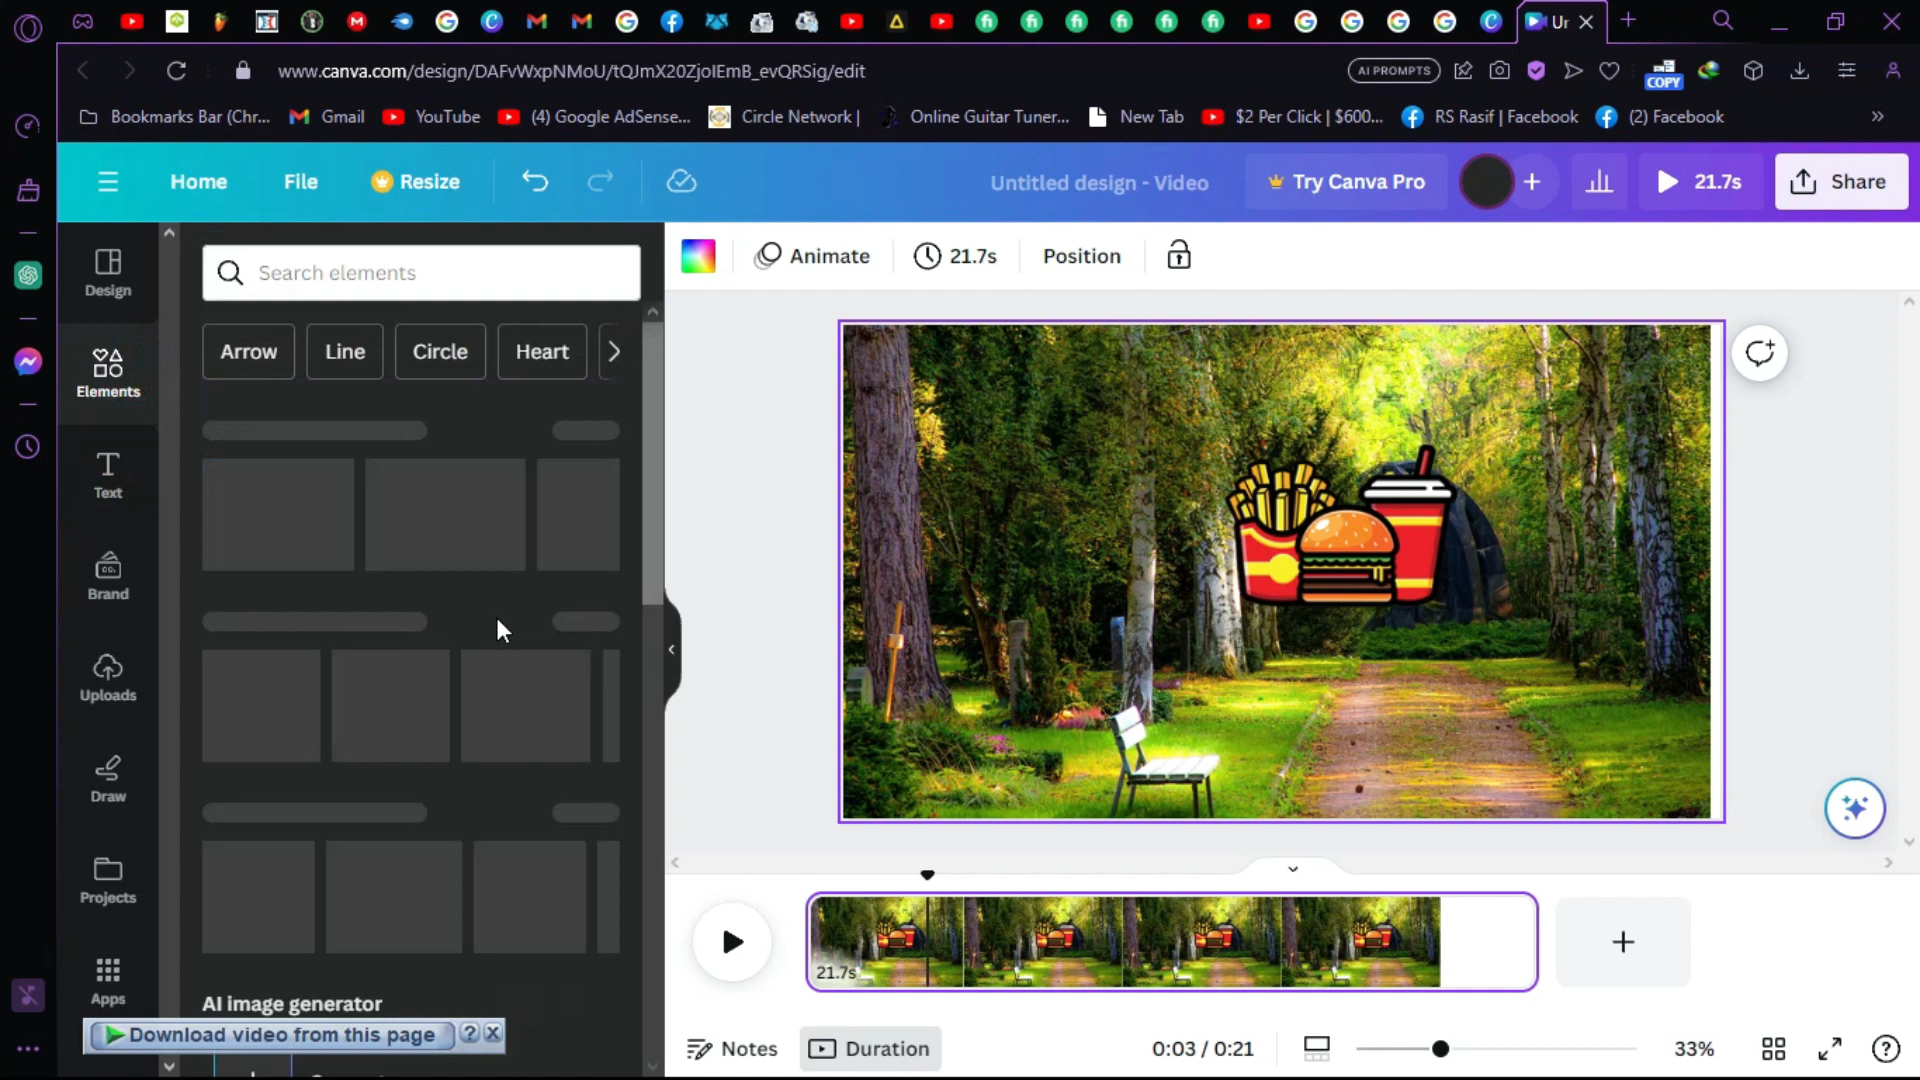 Ur
www.canva.com/design/DAFvWxpNMoU/tQJmX20ZjoIEmB_evQRSig/edit
AI PROMPTS
COPY
Bookmarks Bar (Chr...
Gmail
YouTube
(4) Google AdSense...
Circle Network |
Online Guitar Tuner...
New Tab
$2 Per Click | $600...
RS Rasif | Facebook
(2) Facebook
Home
File
Resize
Untitled design - Video
Try Canva Pro
21.7s
Share
Design
Elements
Text
Brand
Uploads
Draw
Projects
Apps
Search elements
Arrow
Line
Circle
Heart
AI image generator
Download video from this page
Animate
21.7s
Position
21.7s
Notes
Duration
0:03 / 0:21
33%